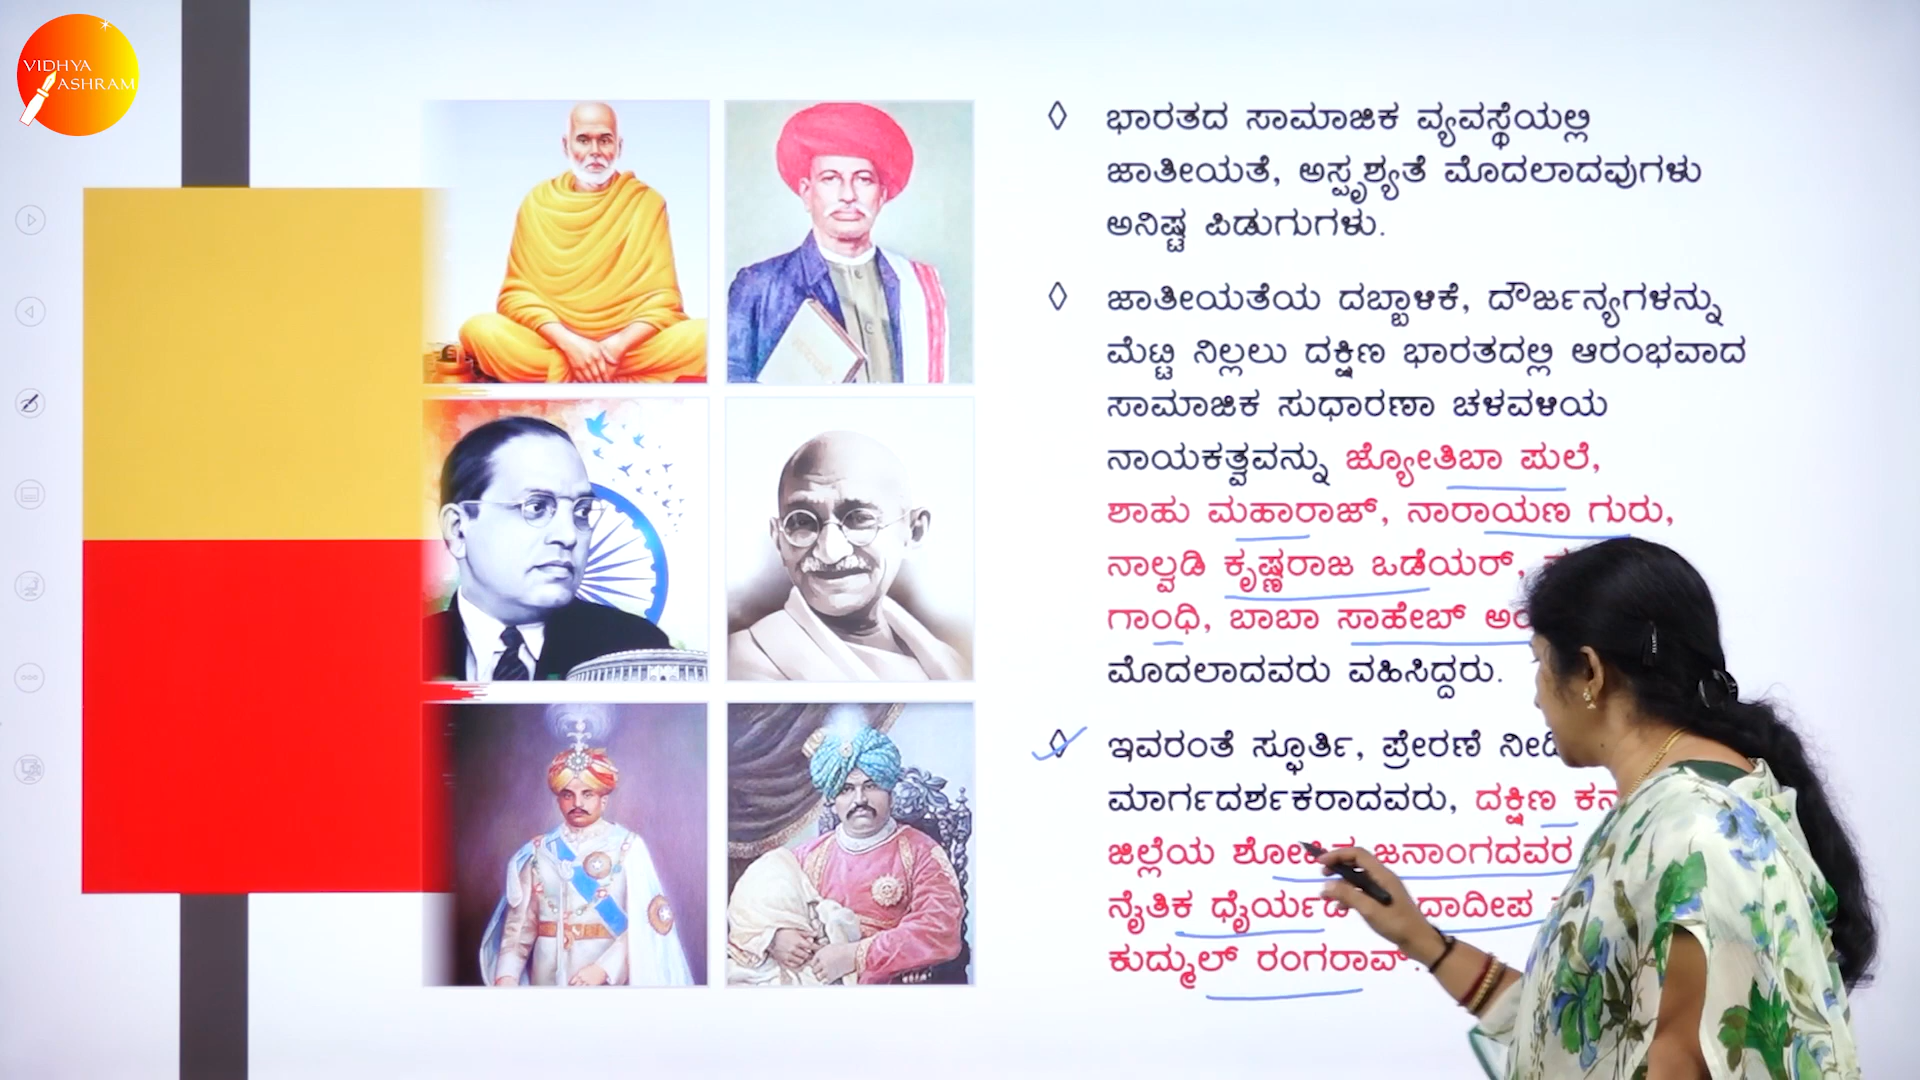 VIDHYA
ASHRAM
ಭಾರತದ ಸಾಮಾಜಿಕ ವ್ಯವಸ್ಥೆಯಲ್ಲಿ
ಜಾತೀಯತೆ, ಅಸ್ಪೃಶ್ಯತೆ ಮೊದಲಾದವುಗಳು
ಅನಿಷ್ಟ ಪಿಡುಗುಗಳು.
ಜಾತೀಯತೆಯ ದಬ್ಬಾಳಿಕೆ, ದೌರ್ಜನ್ಯಗಳನ್ನು
ಮೆಟ್ಟಿ ನಿಲ್ಲಲು ದಕ್ಷಿಣ ಭಾರತದಲ್ಲಿ ಆರಂಭವಾದ
ಸಾಮಾಜಿಕ ಸುಧಾರಣಾ ಚಳವಳಿಯ
ನಾಯಕತ್ವವನ್ನು ಜ್ಯೋತಿಬಾ ಪುಲೆ,
ಶಾಹು ಮಹಾರಾಜ್, ನಾರಾಯಣ ಗುರು,
ನಾಲ್ವಡಿ ಕೃಷ್ಣರಾಜ ಒಡೆಯರ್,
ಗಾಂಧಿ, ಬಾಬಾ ಸಾಹೇಬ್
ಮೊದಲಾದವರು ವಹಿಸಿದ್ದರು.
ಇವರಂತೆ ಸ್ಫೂರ್ತಿ, ಪ್ರೇರಣೆ
ಮಾರ್ಗದರ್ಶಕರಾದವರು, ದಕ್ಷಿಣ
ಜಿಲ್ಲೆಯ ಜನಾಂಗದವರ
ನೈತಿಕ
ಕುದ್ಮುಲ್ ರಂಗರಾವ್.